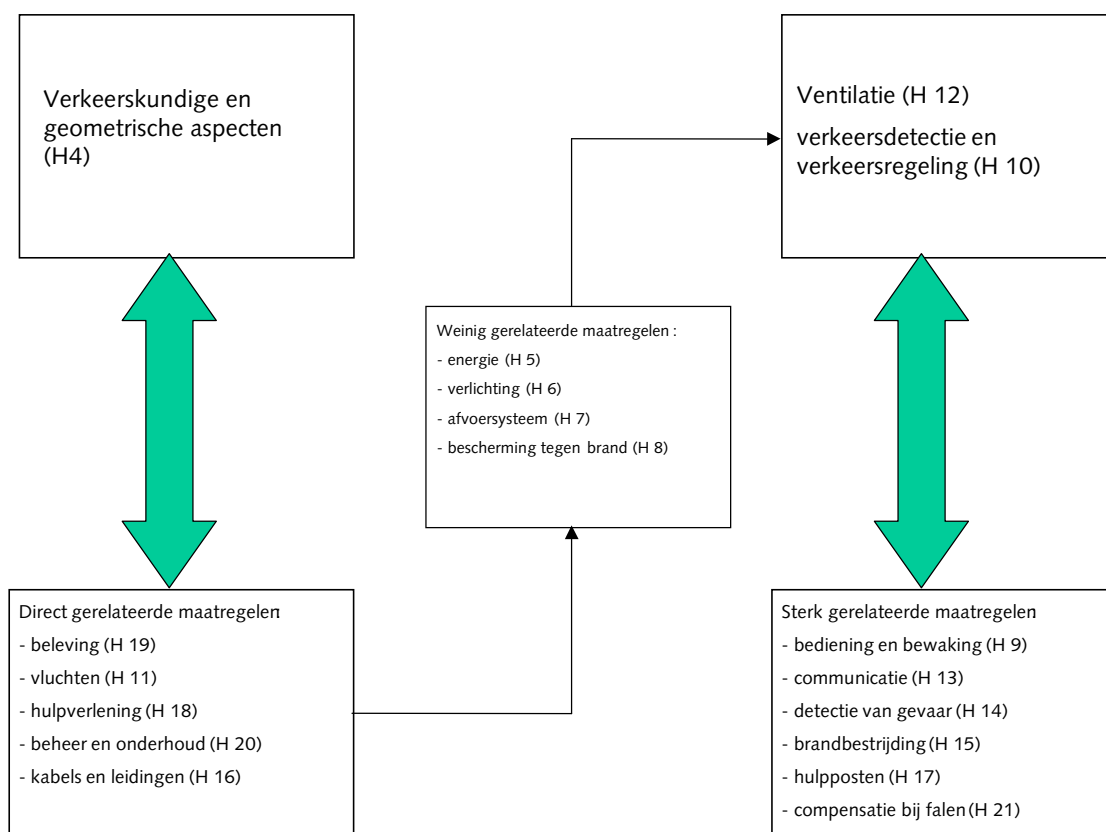 Verkeerskundige en
geometrische aspecten
(H4)
Ventilatie (H 12)
verkeersdetectie en
verkeersregeling (H 10)
Weinig gerelateerde maatregelen :
- energie (H 5)
- verlichting (H 6)
- afvoersysteem (H 7)
- bescherming tegen brand (H 8)
Direct gerelateerde maatregelen
- beleving (H 19)
- vluchten (H 11)
- hulpverlening (H 18)
- beheer en onderhoud (H 20)
- kabels en leidingen (H 16)
Sterk gerelateerde maatregelen
- bediening en bewaking (H 9)
- communicatie (H 13)
- detectie van gevaar (H 14)
- brandbestrijding (H 15)
- hulpposten (H 17)
- compensatie bij falen (H 21)